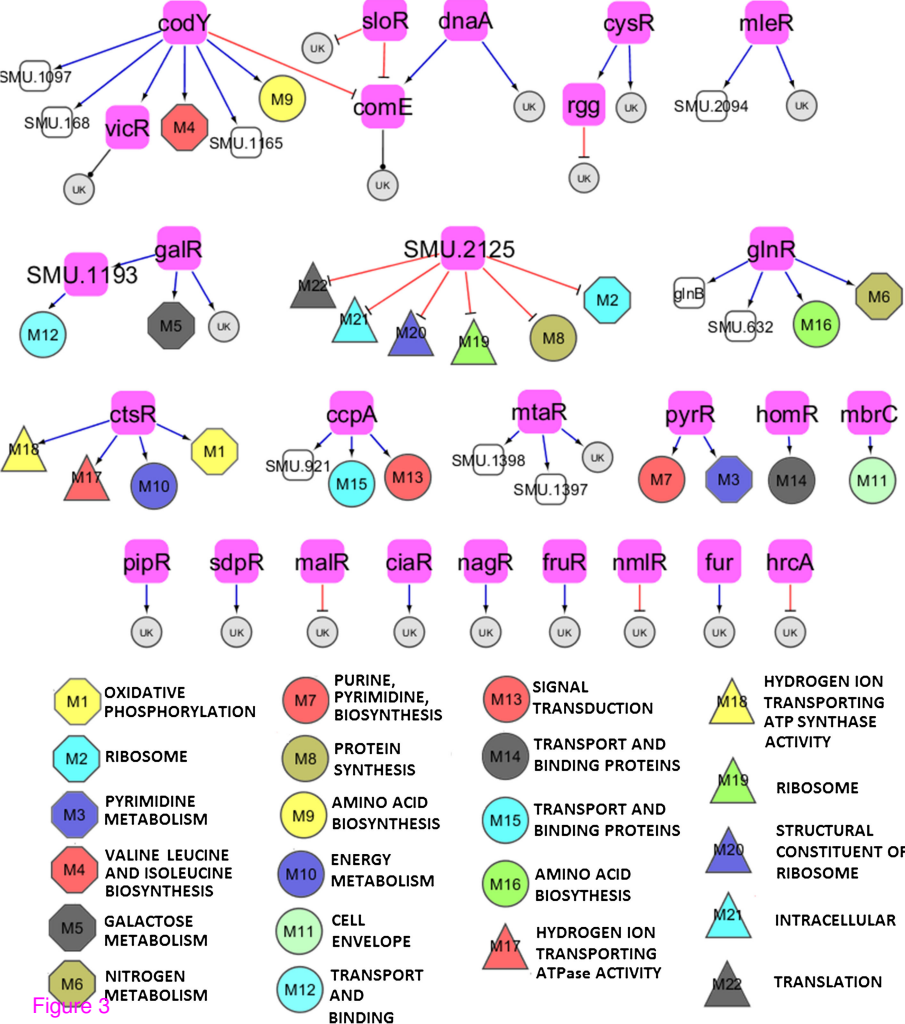 codY
sloR
dnaA
cysR
mleR
UK
SMU.1097
M9
comE
rgg
UK
UK
SMU.2094
UK
SMU.168
vicR
M4
SMU.1165
UK
UK
UK
SMU.1193
galR
SMU.2125
glnR
M22
M2
glnB
M6
M12
M5
UK
M21
M20
M19
M8
SMU.632
M16
ctsR
ccpA
mtaR
pyrR
homR
mbrC
M18
M17
M10
M1
SMU.921
M15
M13
SMU.1398
SMU.1397
UK
M7
M3
M14
M11
pipR
sdpR
malR
ciaR
nagR
fruR
nmlR
fur
hrcA
UK
UK
UK
UK
UK
UK
UK
UK
UK
M1
OXIDATIVE
PHOSPHORYLATION
M2
RIBOSOME
M3
PYRIMIDINE
METABOLISM
M4
VALINE LEUCINE
AND ISOLEUCINE
BIOSYNTHESIS
M5
GALACTOSE
METABOLISM
M6
NITROGEN
METABOLISM
M7
PURINE,
PYRIMIDINE,
BIOSYNTHESIS
M8
PROTEIN
SYNTHESIS
M9
AMINO ACID
BIOSYNTHESIS
M10
ENERGY
METABOLISM
M11
CELL
ENVELOPE
M12
TRANSPORT
AND
BINDING
M13
SIGNAL
TRANSDUCTION
M14
TRANSPORT AND
BINDING PROTEINS
M15
TRANSPORT AND
BINDING PROTEINS
M16
AMINO ACID
BIOSYTHESIS
M17
HYDROGEN ION
TRANSPORTING
ATPase ACTIVITY
M18
HYDROGEN ION
TRANSPORTING
ATP SYNTHASE
ACTIVITY
M19
RIBOSOME
M20
STRUCTURAL
CONSTITUENT OF
RIBOSOME
M21
INTRACELLULAR
M22
TRANSLATION
Figure 3